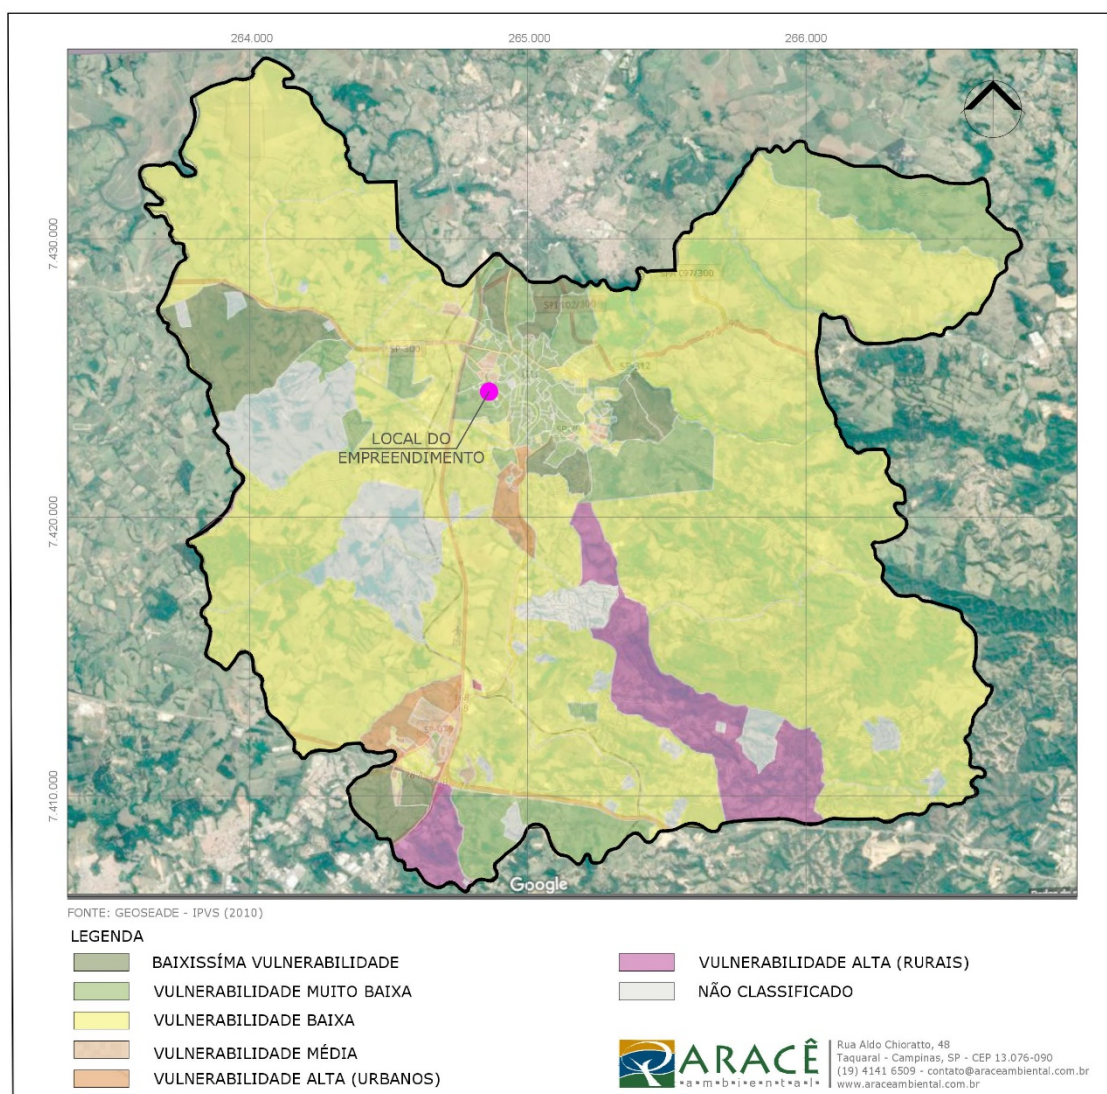 264.000
265.000
266.000
7.430.000
7.420.000
7.410.000
SP-300
LOCAL DO
EMPREENDIMENTO
Google
FONTE: GEOSEADE - IPVS (2010)
LEGENDA
BAIXISSÍMA VULNERABILIDADE
VULNERABILIDADE MUITO BAIXA
VULNERABILIDADE BAIXA
VULNERABILIDADE MÉDIA
VULNERABILIDADE ALTA (URBANOS)
VULNERABILIDADE ALTA (RURAIS)
NÃO CLASSIFICADO
ARACÊ
ambiental
Rua Aldo Chioratto, 48
Taquaral - Campinas, SP - CEP 13.076-090
(19) 4141 6509 - contato@araceambiental.com.br
www.araceambiental.com.br